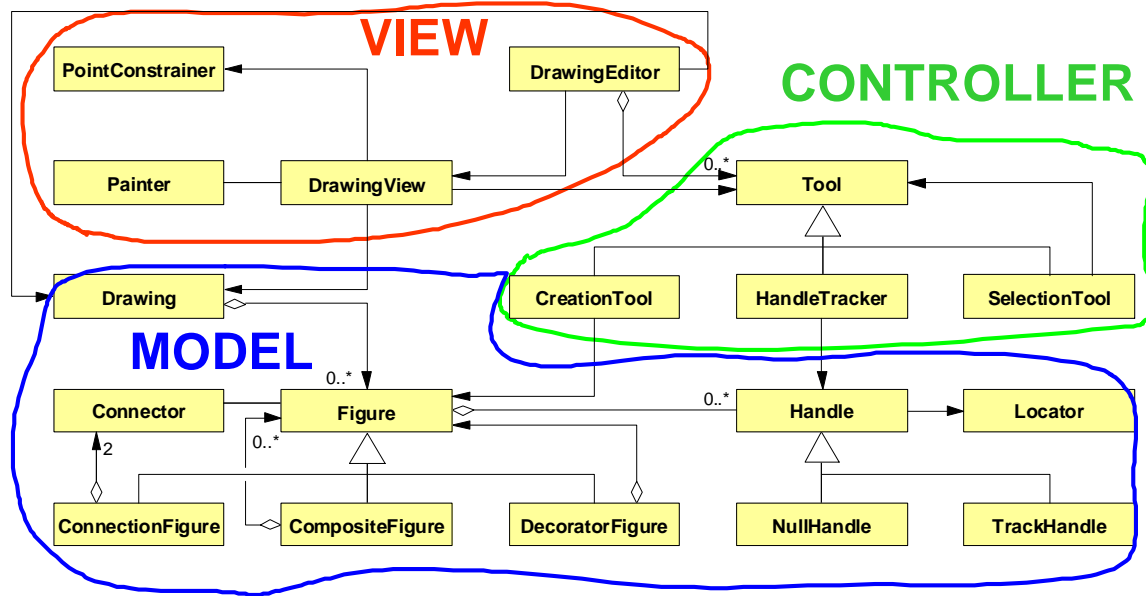 VIEW
PointConstrainer
DrawingEditor
CONTROLLER
0..*
Painter
DrawingView
Tool
Drawing
CreationTool
HandleTracker
SelectionTool
MODEL
0..*
0..*
Connector
Figure
Handle
Locator
2
0..*
ConnectionFigure
CompositeFigure
DecoratorFigure
NullHandle
TrackHandle